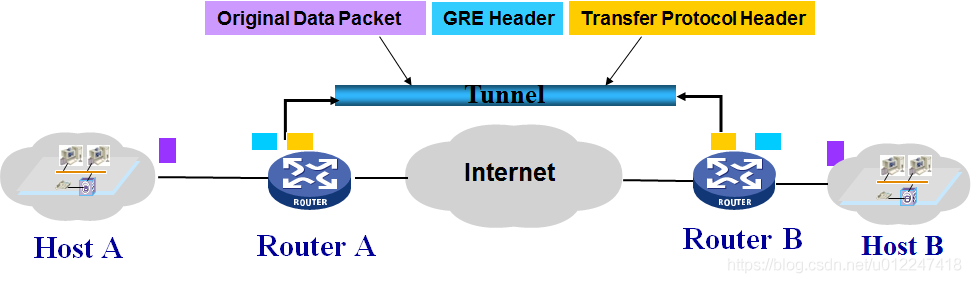 Original Data Packet GRE Header Transfer Protocol Header
Tunnel
Internet
ROUTER
ROUTER
Host A
Router A
Router B
Host B
https://blog.csdn.net/u012247418